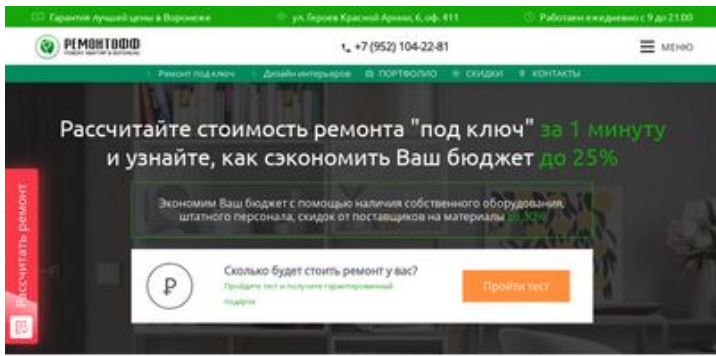 Гарантия лучшей цены в Воронеже
ул. Героев Красной Армии, 6, оф. 411
Работаем ежедневно с 9 до 21:00
РЕМОНТОФФ
РЕМОНТ КВАРТИР В ВОРОНЕЖЕ
+7 (952) 104-22-81
МЕНЮ
Ремонт под ключ
Дизайн интерьеров
ПОРТФОЛИО
СКИДКИ
КОНТАКТЫ
Рассчитайте стоимость ремонта "под ключ" за 1 минуту
и узнайте, как сэкономить Ваш бюджет до 25%
Экономим Ваш бюджет с помощью наличия собственного оборудования,
штатного персонала, скидок от поставщиков на материалы
Рассчитать ремонт
Сколько будет стоить ремонт у вас?
Пройдите тест и получите гарантированный
подарок
Пройти тест